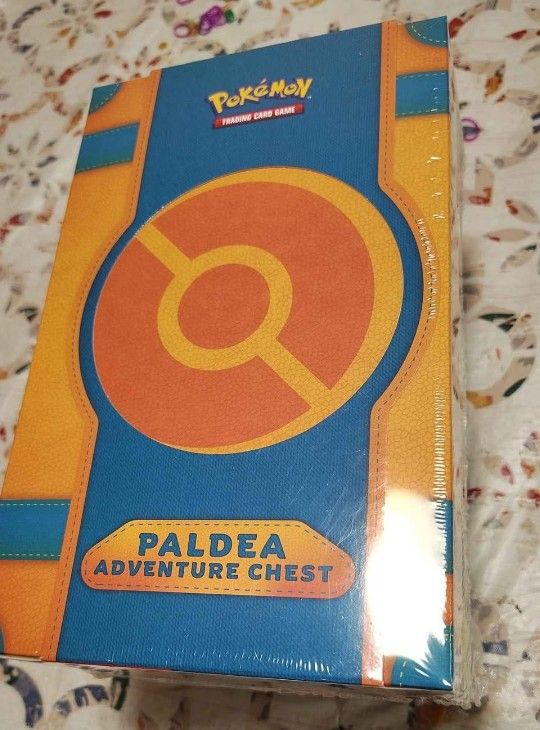 POKéMON
TRADING CARD GAME
PALDEA
ADVENTURE CHEST